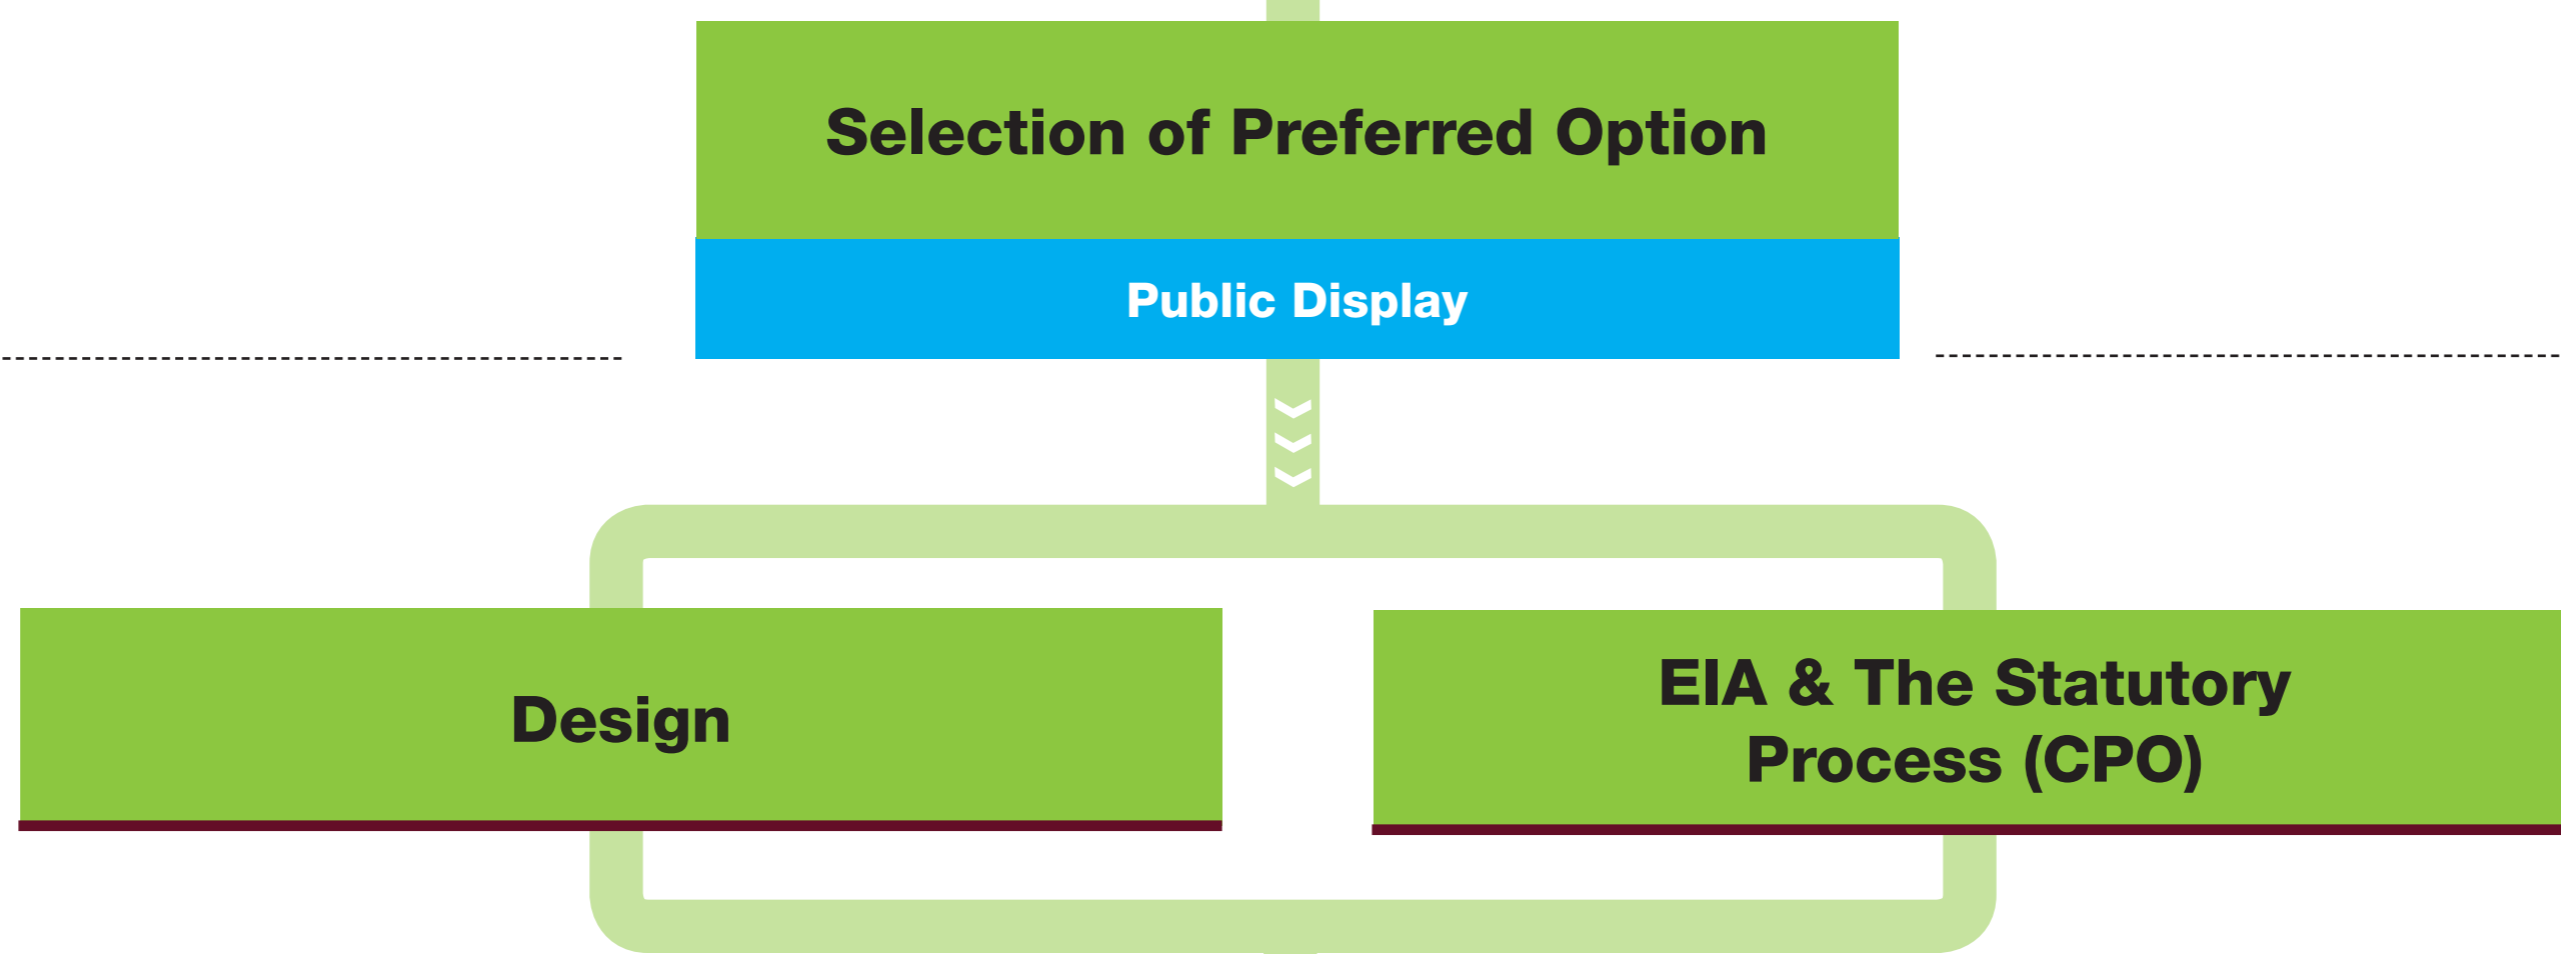 Selection of Preferred Option
Public Display
Design
EIA & The Statutory
Process (CPO)